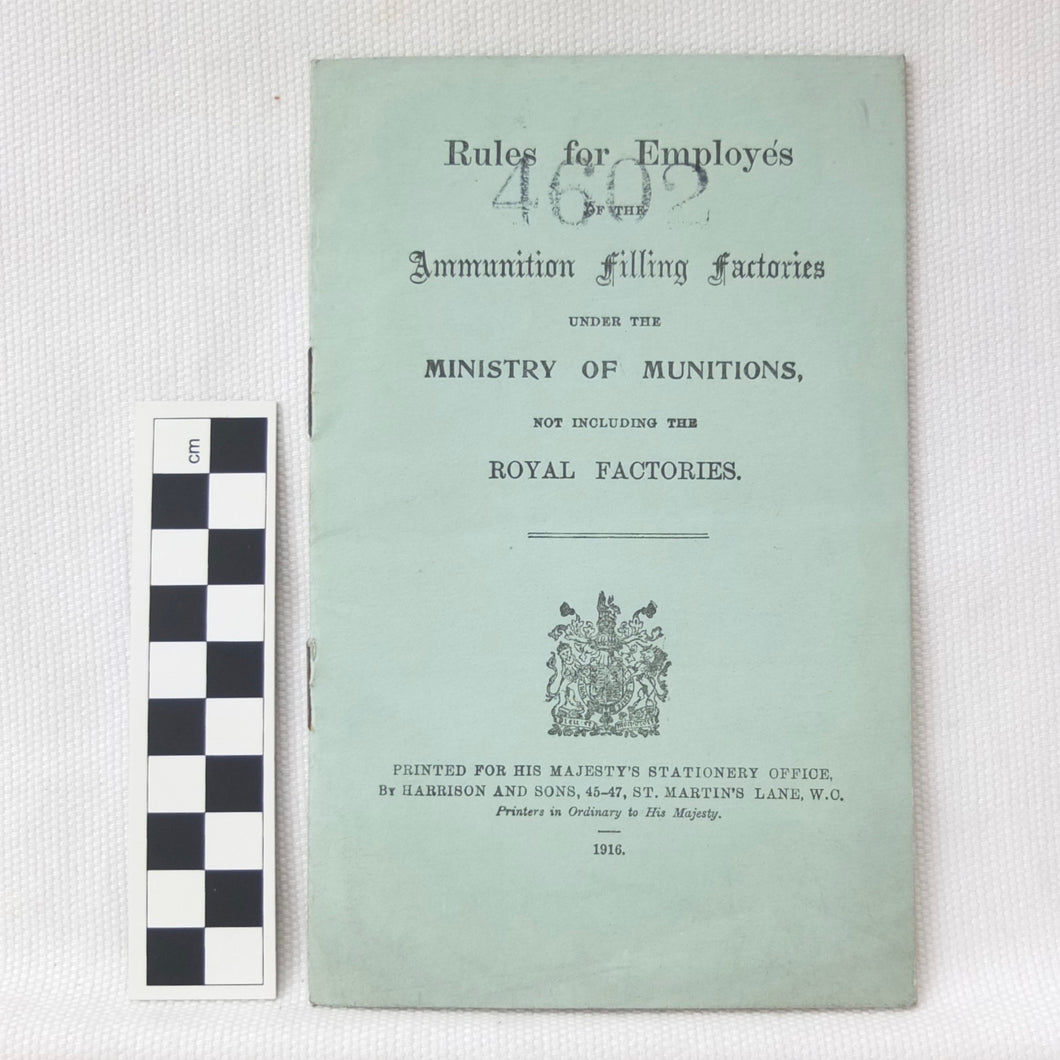 Rules for Employés
4602
OF THE
Ammunition Filling Factories
UNDER THE
MINISTRY OF MUNITIONS,
NOT INCLUDING THE
ROYAL FACTORIES.
PRINTED FOR HIS MAJESTY'S STATIONERY OFFICE,
By HARRISON AND SONS, 45–47, ST. MARTIN'S LANE, W.C.
Printers in Ordinary to His Majesty.
1916.
cm